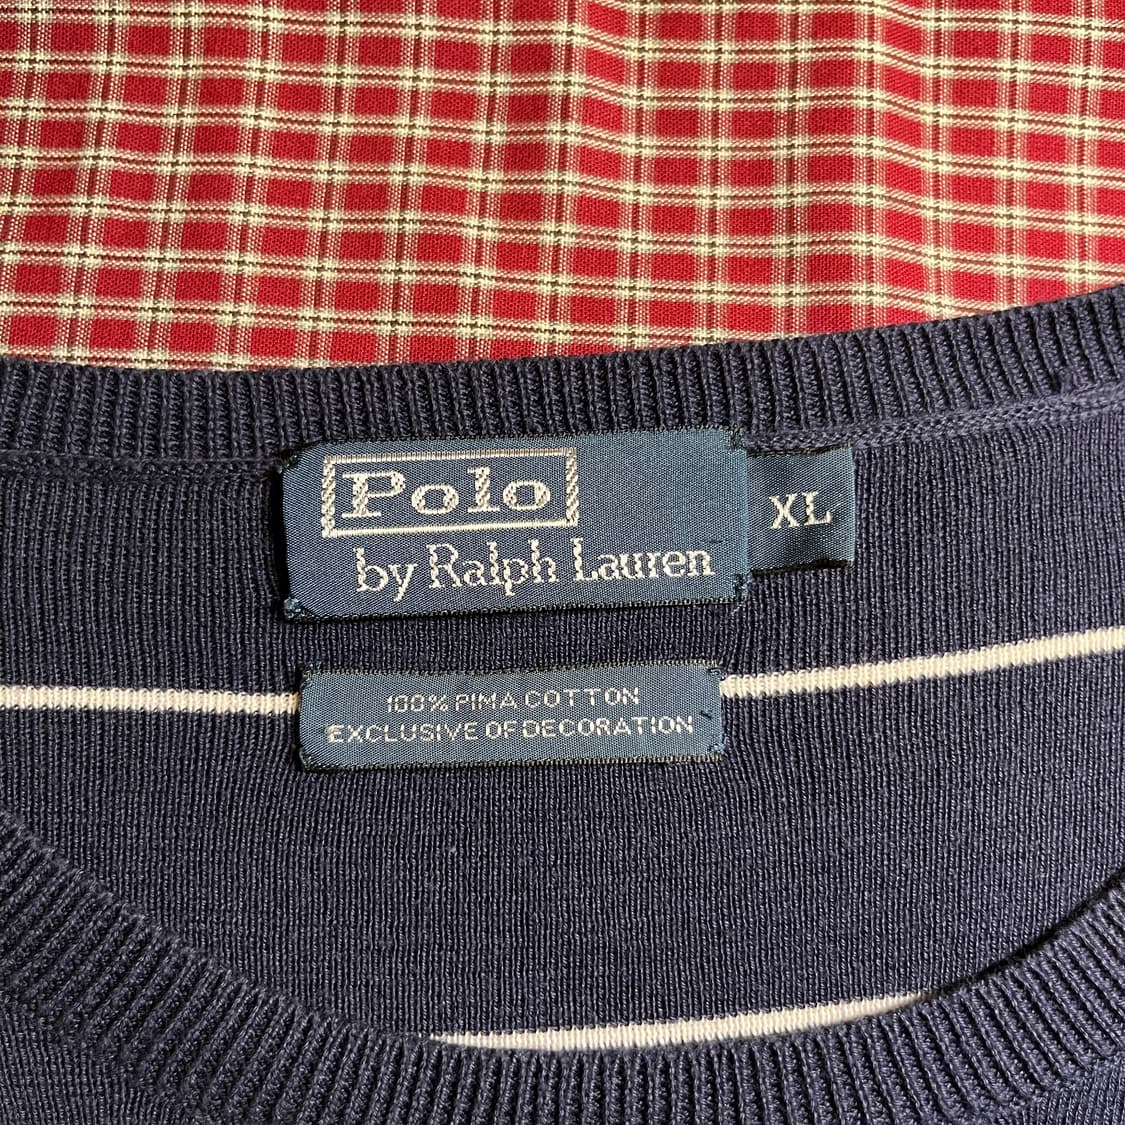 Polo
by Ralph Lauren
XL
100% PIMA COTTON
EXCLUSIVE OF DECORATION